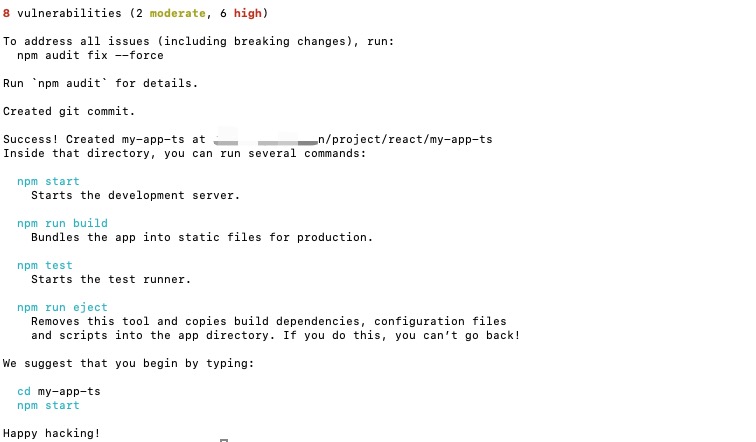 8 vulnerabilities (2 moderate, 6 high)
To address all issues (including breaking changes), run:
npm audit fix --force
Run `npm audit` for details.
Created git commit.
Success! Created my-app-ts at n/project/react/my-app-ts
Inside that directory, you can run several commands:
npm start
Starts the development server.
npm run build
Bundles the app into static files for production.
npm test
Starts the test runner.
npm run eject
Removes this tool and copies build dependencies, configuration files
and scripts into the app directory. If you do this, you can’t go back!
We suggest that you begin by typing:
cd my-app-ts
npm start
Happy hacking!